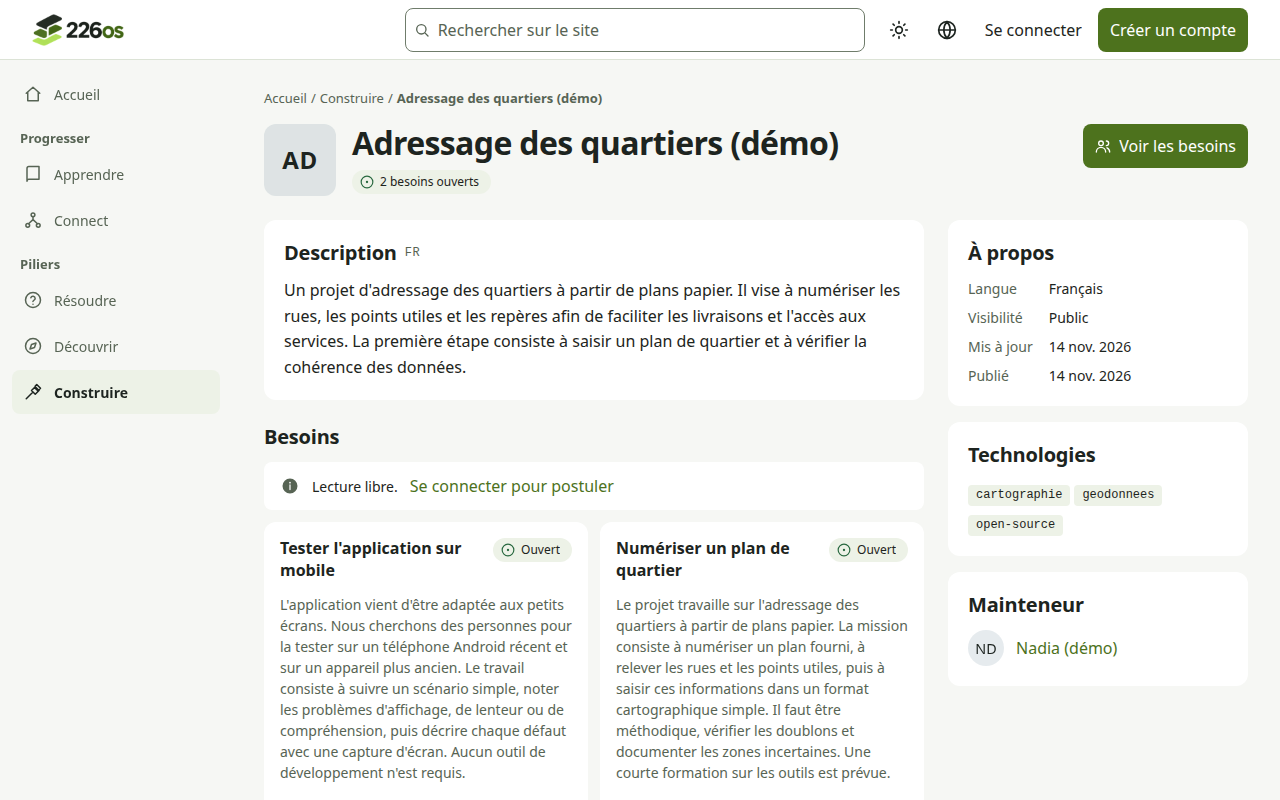 226os
Rechercher sur le site
Se connecter
Créer un compte
Accueil
Progresser
Apprendre
Connect
Piliers
Résoudre
Découvrir
Construire
Accueil / Construire / Adressage des quartiers (démo)
AD
Adressage des quartiers (démo)
2 besoins ouverts
Voir les besoins
Description FR
Un projet d'adressage des quartiers à partir de plans papier. Il vise à numériser les
rues, les points utiles et les repères afin de faciliter les livraisons et l'accès aux
services. La première étape consiste à saisir un plan de quartier et à vérifier la
cohérence des données.
Besoins
Lecture libre. Se connecter pour postuler
Tester l'application sur
mobile
Ouvert
L'application vient d'être adaptée aux petits
écrans. Nous cherchons des personnes pour
la tester sur un téléphone Android récent et
sur un appareil plus ancien. Le travail
consiste à suivre un scénario simple, noter
les problèmes d'affichage, de lenteur ou de
compréhension, puis décrire chaque défaut
avec une capture d'écran. Aucun outil de
développement n'est requis.
Numériser un plan de
quartier
Ouvert
Le projet travaille sur l'adressage des
quartiers à partir de plans papier. La mission
consiste à numériser un plan fourni, à
relever les rues et les points utiles, puis à
saisir ces informations dans un format
cartographique simple. Il faut être
méthodique, vérifier les doublons et
documenter les zones incertaines. Une
courte formation sur les outils est prévue.
À propos
Langue Français
Visibilité Public
Mis à jour 14 nov. 2026
Publié 14 nov. 2026
Technologies
cartographie geodonnees
open-source
Mainteneur
ND Nadia (démo)